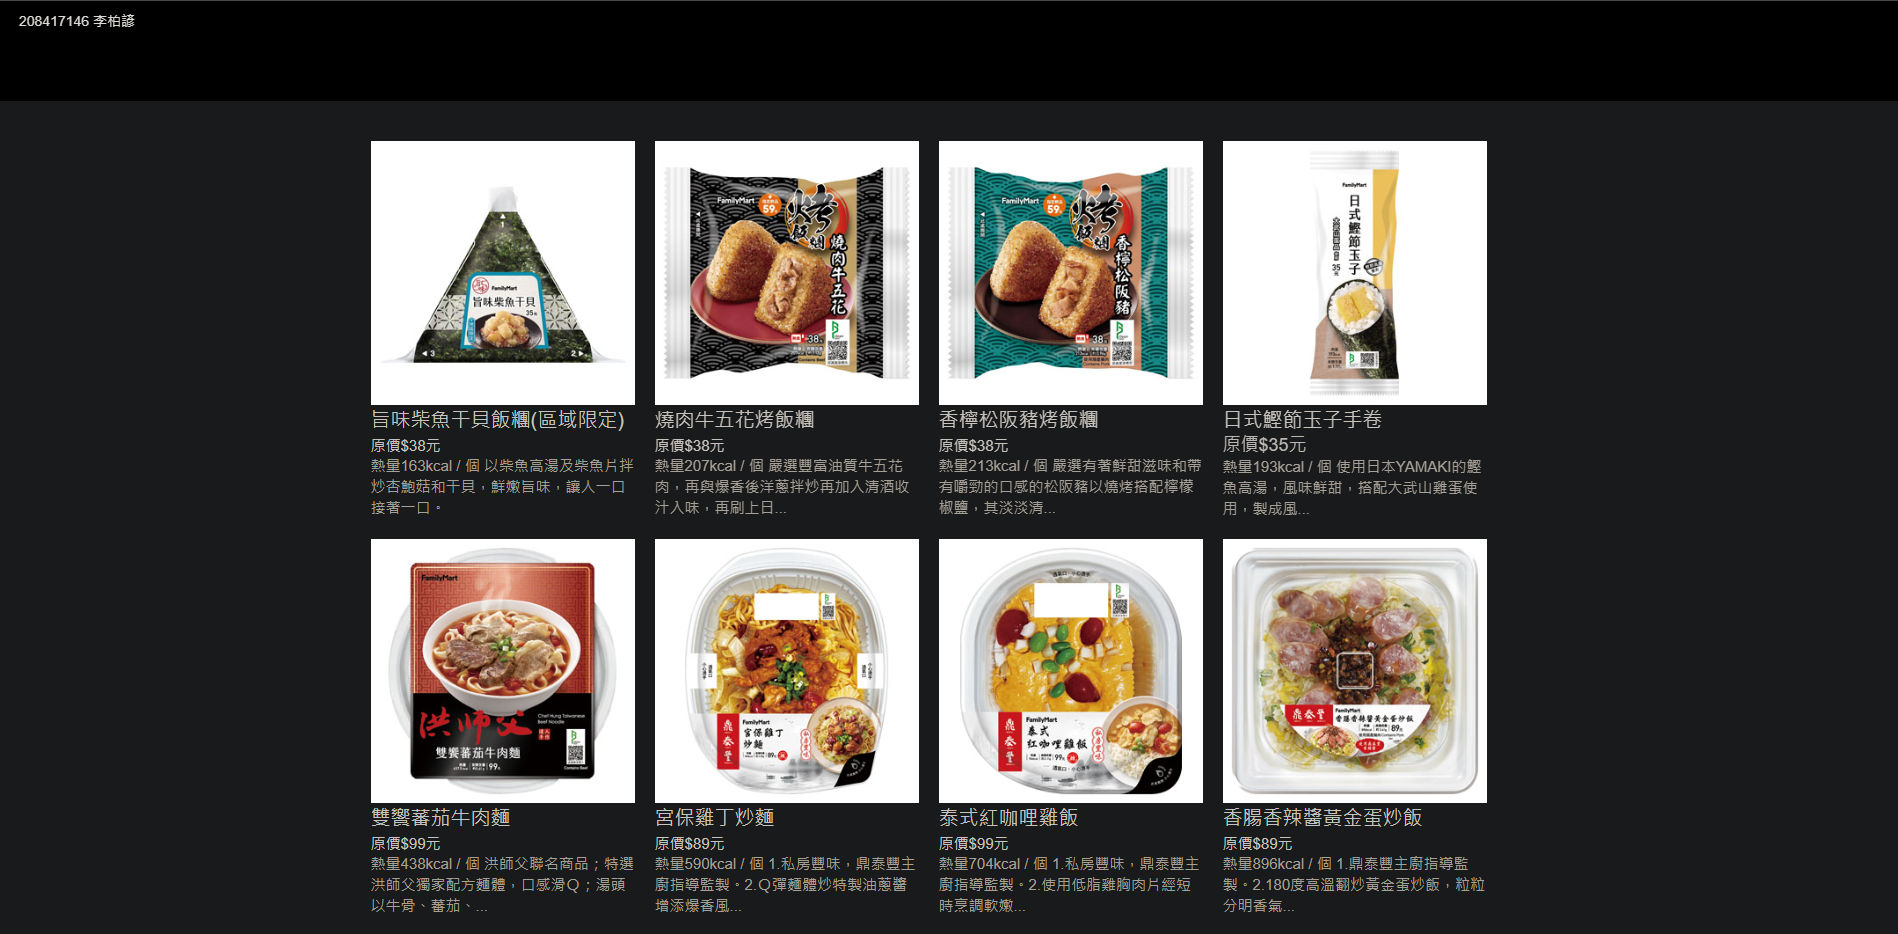 208417146 李柏諺
FamilyMart
旨味柴魚干貝
35
1
3
2
FamilyMart
59
烤
飯糰
燒肉牛五花
38
FamilyMart
59
烤
飯糰
香檸松阪豬
38
FamilyMart
日式鰹節玉子
35
元
旨味柴魚干貝飯糰(區域限定)
原價$38元
熱量163kcal / 個 以柴魚高湯及柴魚片拌
炒杏鮑菇和干貝，鮮嫩旨味，讓人一口
接著一口。
燒肉牛五花烤飯糰
原價$38元
熱量207kcal / 個 嚴選豐富油質牛五花
肉，再與爆香後洋蔥拌炒再加入清酒收
汁入味，再刷上日...
香檸松阪豬烤飯糰
原價$38元
熱量213kcal / 個 嚴選有著鮮甜滋味和帶
有嚼勁的口感的松阪豬以燒烤搭配檸檬
椒鹽，其淡淡清...
日式鰹節玉子手卷
原價$35元
熱量193kcal / 個 使用日本YAMAKI的鰹
魚高湯，風味鮮甜，搭配大武山雞蛋使
用，製成風...
FamilyMart
洪師父
Chef Hung Taiwanese
Beef Noodle
雙饗蕃茄牛肉麵
99
鼎泰豐
FamilyMart
宮保雞丁
炒麵
89
鼎泰豐
FamilyMart
泰式
紅咖哩雞飯
99
鼎泰豐
FamilyMart
香腸香辣醬黃金蛋炒飯
89
雙饗蕃茄牛肉麵
原價$99元
熱量438kcal / 個 洪師父聯名商品；特選
洪師父獨家配方麵體，口感滑Ｑ；湯頭
以牛骨、蕃茄、...
宮保雞丁炒麵
原價$89元
熱量590kcal / 個 1.私房豐味，鼎泰豐主
廚指導監製。2.Ｑ彈麵體炒特製油蔥醬
增添爆香風...
泰式紅咖哩雞飯
原價$99元
熱量704kcal / 個 1.私房豐味，鼎泰豐主
廚指導監製。2.使用低脂雞胸肉片經短
時烹調軟嫩...
香腸香辣醬黃金蛋炒飯
原價$89元
熱量896kcal / 個 1.鼎泰豐主廚指導監
製。2.180度高溫翻炒黃金蛋炒飯，粒粒
分明香氣...